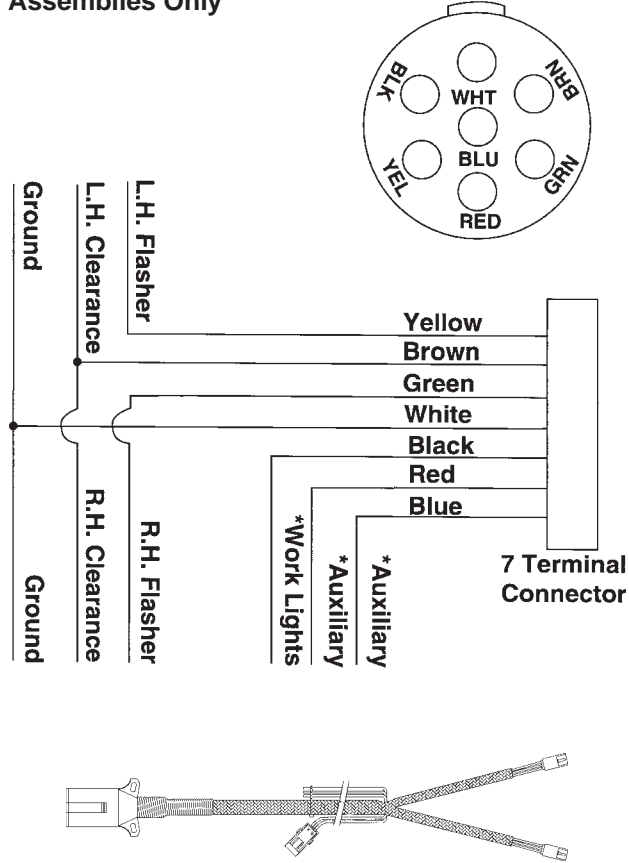 Assemblies Only
BLK
WHT
BRN
YEL
BLU
GRN
RED
Ground
L.H. Clearance
L.H. Flasher
Yellow
Brown
Green
White
Black
Red
Blue
7 Terminal
Connector
Ground
R.H. Clearance
R.H. Flasher
*Work Lights
*Auxiliary
*Auxiliary